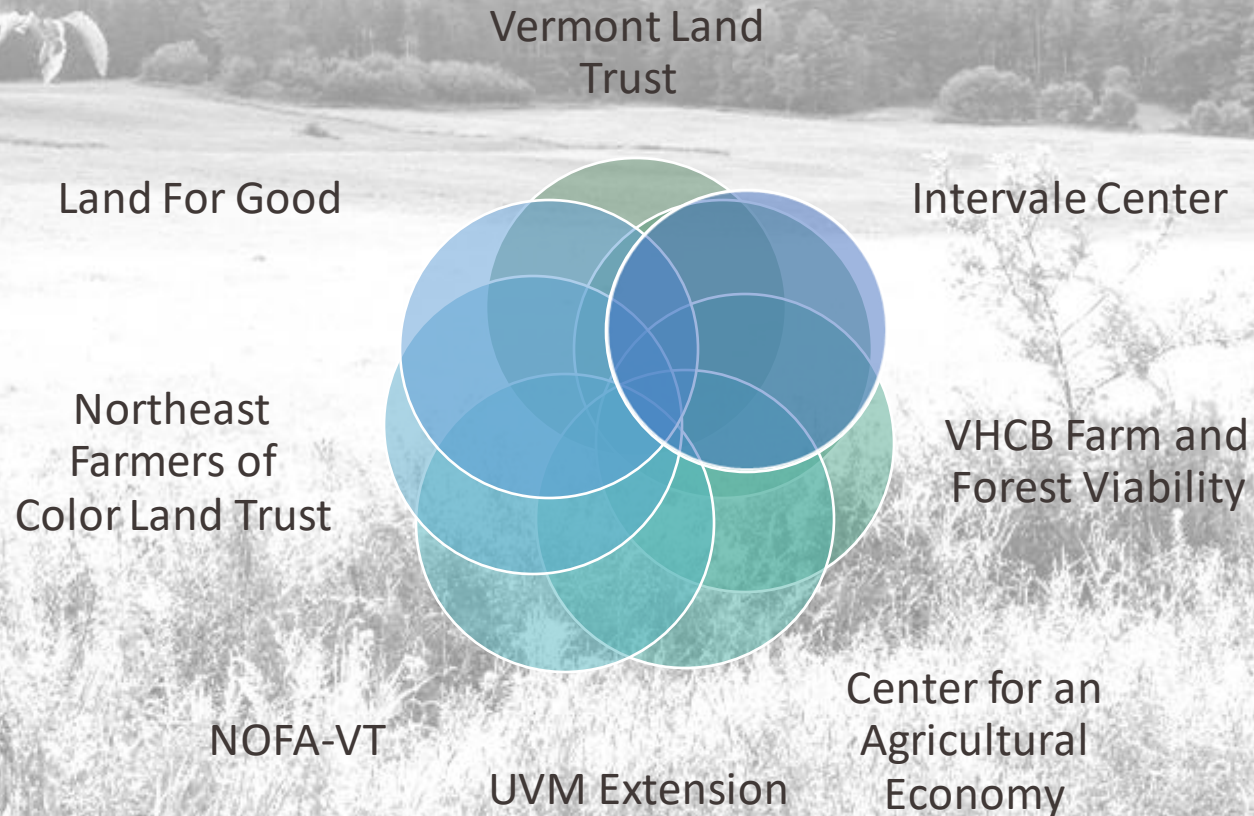 Vermont Land
Trust
Land For Good
Intervale Center
Northeast
Farmers of
Color Land Trust
VHCB Farm and
Forest Viability
NOFA-VT
UVM Extension
Center for an
Agricultural
Economy